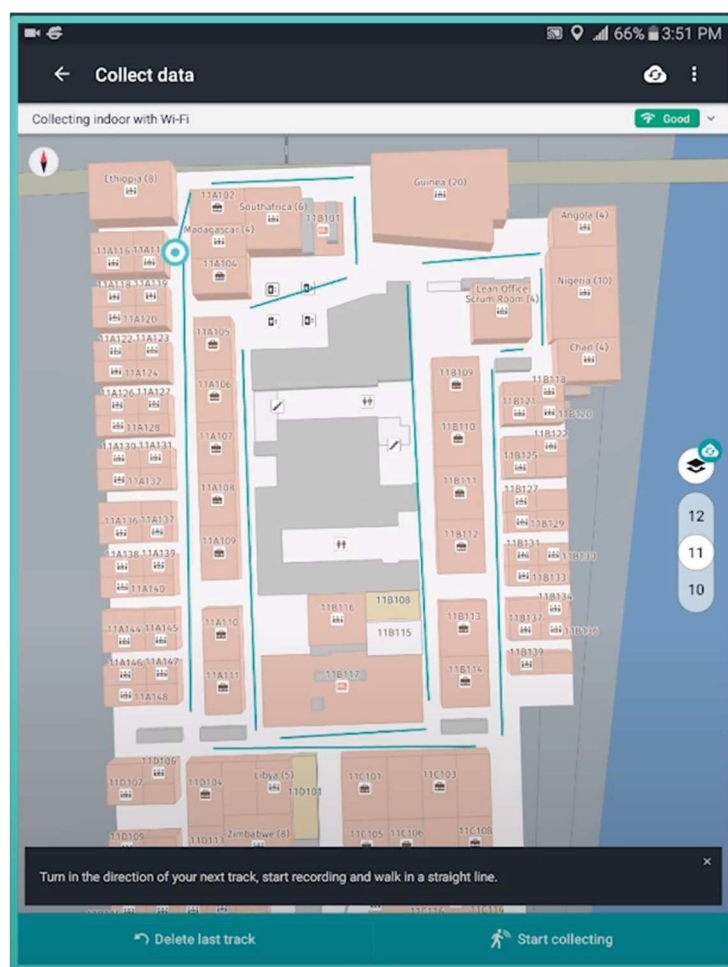 66% 3:51 PM
Collect data
Collecting indoor with Wi-Fi
Good
Ethiopia (8)
Guinea (20)
11A102
Southafrica (6)
11B101
Angola (4)
Madagascar (4)
11A116
11A104
Nigeria (10)
Lean Office
Scrum Room (4)
11A118 11A119
11A120
11A105
11A122 11A123
Chad (4)
11A124
11A106
11B109
11B118
11A126 11A127
11B121
11B120
11A128
11B110
11A107
11B122
11A130 11A131
11B125
11A132
11A108
11B111
11B127
12
11A136 11A137
11B129
11A109
11B112
11B131
11
11A138 11A139
11B130
11B133
11A140
10
11B108
11B134
11B116
11A144 11A145
11A110
11B113
11B137
11B136
11B115
11A146 11A147
11B139
11A111
11B117
11B114
11A148
11D106
11D107
11D104
Libya (5)
11D101
11C101
11C103
11D109
11D113
Zimbabwe (8)
11C105 11C106
11C108
Turn in the direction of your next track, start recording and walk in a straight line.
Delete last track
Start collecting